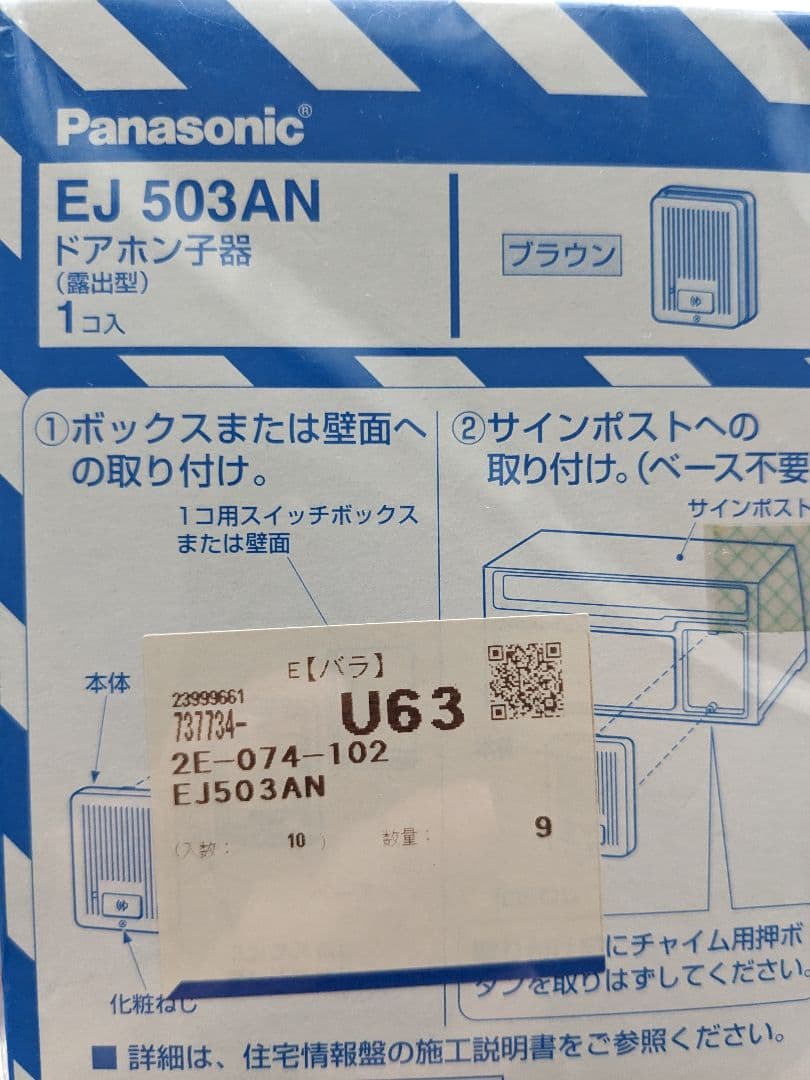 Panasonic®
EJ 503AN
ドアホン子器
(露出型)
1コ入
ブラウン
①ボックスまたは壁面へ
の取り付け。
1コ用スイッチボックス
または壁面
本体
化粧ねじ
②サインポストへの
取り付け。(ベース不要
サインポスト
E【バラ】
23999661
737734-
U63
2E-074-102
EJ503AN
(入数: 10 ) 数量: 9
にチャイム用押ボ
タンを取りはずしてください。
■ 詳細は、住宅情報盤の施工説明書をご参照ください。